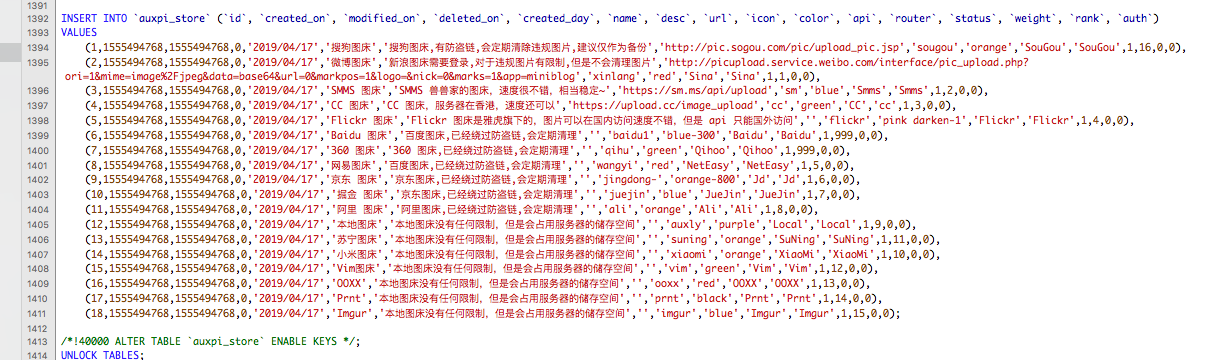 1391
1392 INSERT INTO `auxpi_store` (`id`, `created_on`, `modified_on`, `deleted_on`, `created_day`, `name`, `desc`, `url`, `icon`, `color`, `api`, `router`, `status`, `weight`, `rank`, `auth`)
1393 VALUES
1394 (1,1555494768,1555494768,0,'2019/04/17','搜狗图床','搜狗图床,有防盗链,会定期清除违规图片,建议仅作为备份','http://pic.sogou.com/pic/upload_pic.jsp','sougou','orange','SouGou','SouGou',1,16,0,0),
1395 (2,1555494768,1555494768,0,'2019/04/17','微博图床','新浪图床需要登录,对于违规图片有限制,但是不会清理图片','http://picupload.service.weibo.com/interface/pic_upload.php?
ori=1&mime=image%2Fjpeg&data=base64&url=0&markpos=1&logo=&nick=0&marks=1&app=miniblog','xinlang','red','Sina','Sina',1,1,0,0),
1396 (3,1555494768,1555494768,0,'2019/04/17','SMMS 图床','SMMS 兽兽家的图床，速度很不错，相当稳定~','https://sm.ms/api/upload','sm','blue','Smms','Smms',1,2,0,0),
1397 (4,1555494768,1555494768,0,'2019/04/17','CC 图床','CC 图床，服务器在香港，速度还可以','https://upload.cc/image_upload','cc','green','CC','cc',1,3,0,0),
1398 (5,1555494768,1555494768,0,'2019/04/17','Flickr 图床','Flickr 图床是雅虎旗下的，图片可以在国内访问速度不错，但是 api 只能国外访问','','flickr','pink darken-1','Flickr','Flickr',1,4,0,0),
1399 (6,1555494768,1555494768,0,'2019/04/17','Baidu 图床','百度图床,已经绕过防盗链,会定期清理','','baidu1','blue-300','Baidu','Baidu',1,999,0,0),
1400 (7,1555494768,1555494768,0,'2019/04/17','360 图床','360 图床,已经绕过防盗链,会定期清理','','qihu','green','Qihoo','Qihoo',1,999,0,0),
1401 (8,1555494768,1555494768,0,'2019/04/17','网易图床','百度图床,已经绕过防盗链,会定期清理','','wangyi','red','NetEasy','NetEasy',1,5,0,0),
1402 (9,1555494768,1555494768,0,'2019/04/17','京东 图床','京东图床,已经绕过防盗链,会定期清理','','jingdong-','orange-800','Jd','Jd',1,6,0,0),
1403 (10,1555494768,1555494768,0,'2019/04/17','掘金 图床','京东图床,已经绕过防盗链,会定期清理','','juejin','blue','JueJin','JueJin',1,7,0,0),
1404 (11,1555494768,1555494768,0,'2019/04/17','阿里 图床','阿里图床,已经绕过防盗链,会定期清理','','ali','orange','Ali','Ali',1,8,0,0),
1405 (12,1555494768,1555494768,0,'2019/04/17','本地图床','本地图床没有任何限制，但是会占用服务器的储存空间','','auxly','purple','Local','Local',1,9,0,0),
1406 (13,1555494768,1555494768,0,'2019/04/17','苏宁图床','本地图床没有任何限制，但是会占用服务器的储存空间','','suning','orange','SuNing','SuNing',1,11,0,0),
1407 (14,1555494768,1555494768,0,'2019/04/17','小米图床','本地图床没有任何限制，但是会占用服务器的储存空间','','xiaomi','orange','XiaoMi','XiaoMi',1,10,0,0),
1408 (15,1555494768,1555494768,0,'2019/04/17','Vim图床','本地图床没有任何限制，但是会占用服务器的储存空间','','vim','green','Vim','Vim',1,12,0,0),
1409 (16,1555494768,1555494768,0,'2019/04/17','OOXX','本地图床没有任何限制，但是会占用服务器的储存空间','','ooxx','red','OOXX','OOXX',1,13,0,0),
1410 (17,1555494768,1555494768,0,'2019/04/17','Prnt','本地图床没有任何限制，但是会占用服务器的储存空间','','prnt','black','Prnt','Prnt',1,14,0,0),
1411 (18,1555494768,1555494768,0,'2019/04/17','Imgur','本地图床没有任何限制，但是会占用服务器的储存空间','','imgur','blue','Imgur','Imgur',1,15,0,0);
1412
1413 /*!40000 ALTER TABLE `auxpi_store` ENABLE KEYS */;
1414 UNLOCK TABLES;